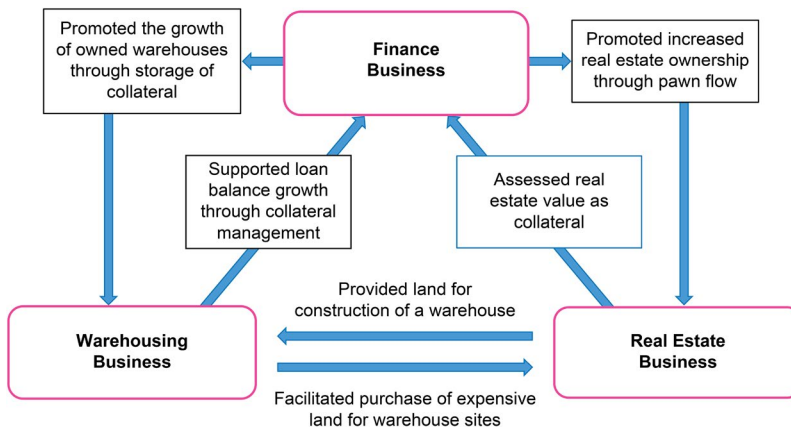 Promoted the growth
of owned warehouses
through storage of
collateral
Finance
Business
Promoted increased
real estate ownership
through pawn flow
Supported loan
balance growth
through collateral
management
Assessed real
estate value as
collateral
Provided land for
construction of a warehouse
Warehousing
Business
Real Estate
Business
Facilitated purchase of expensive
land for warehouse sites